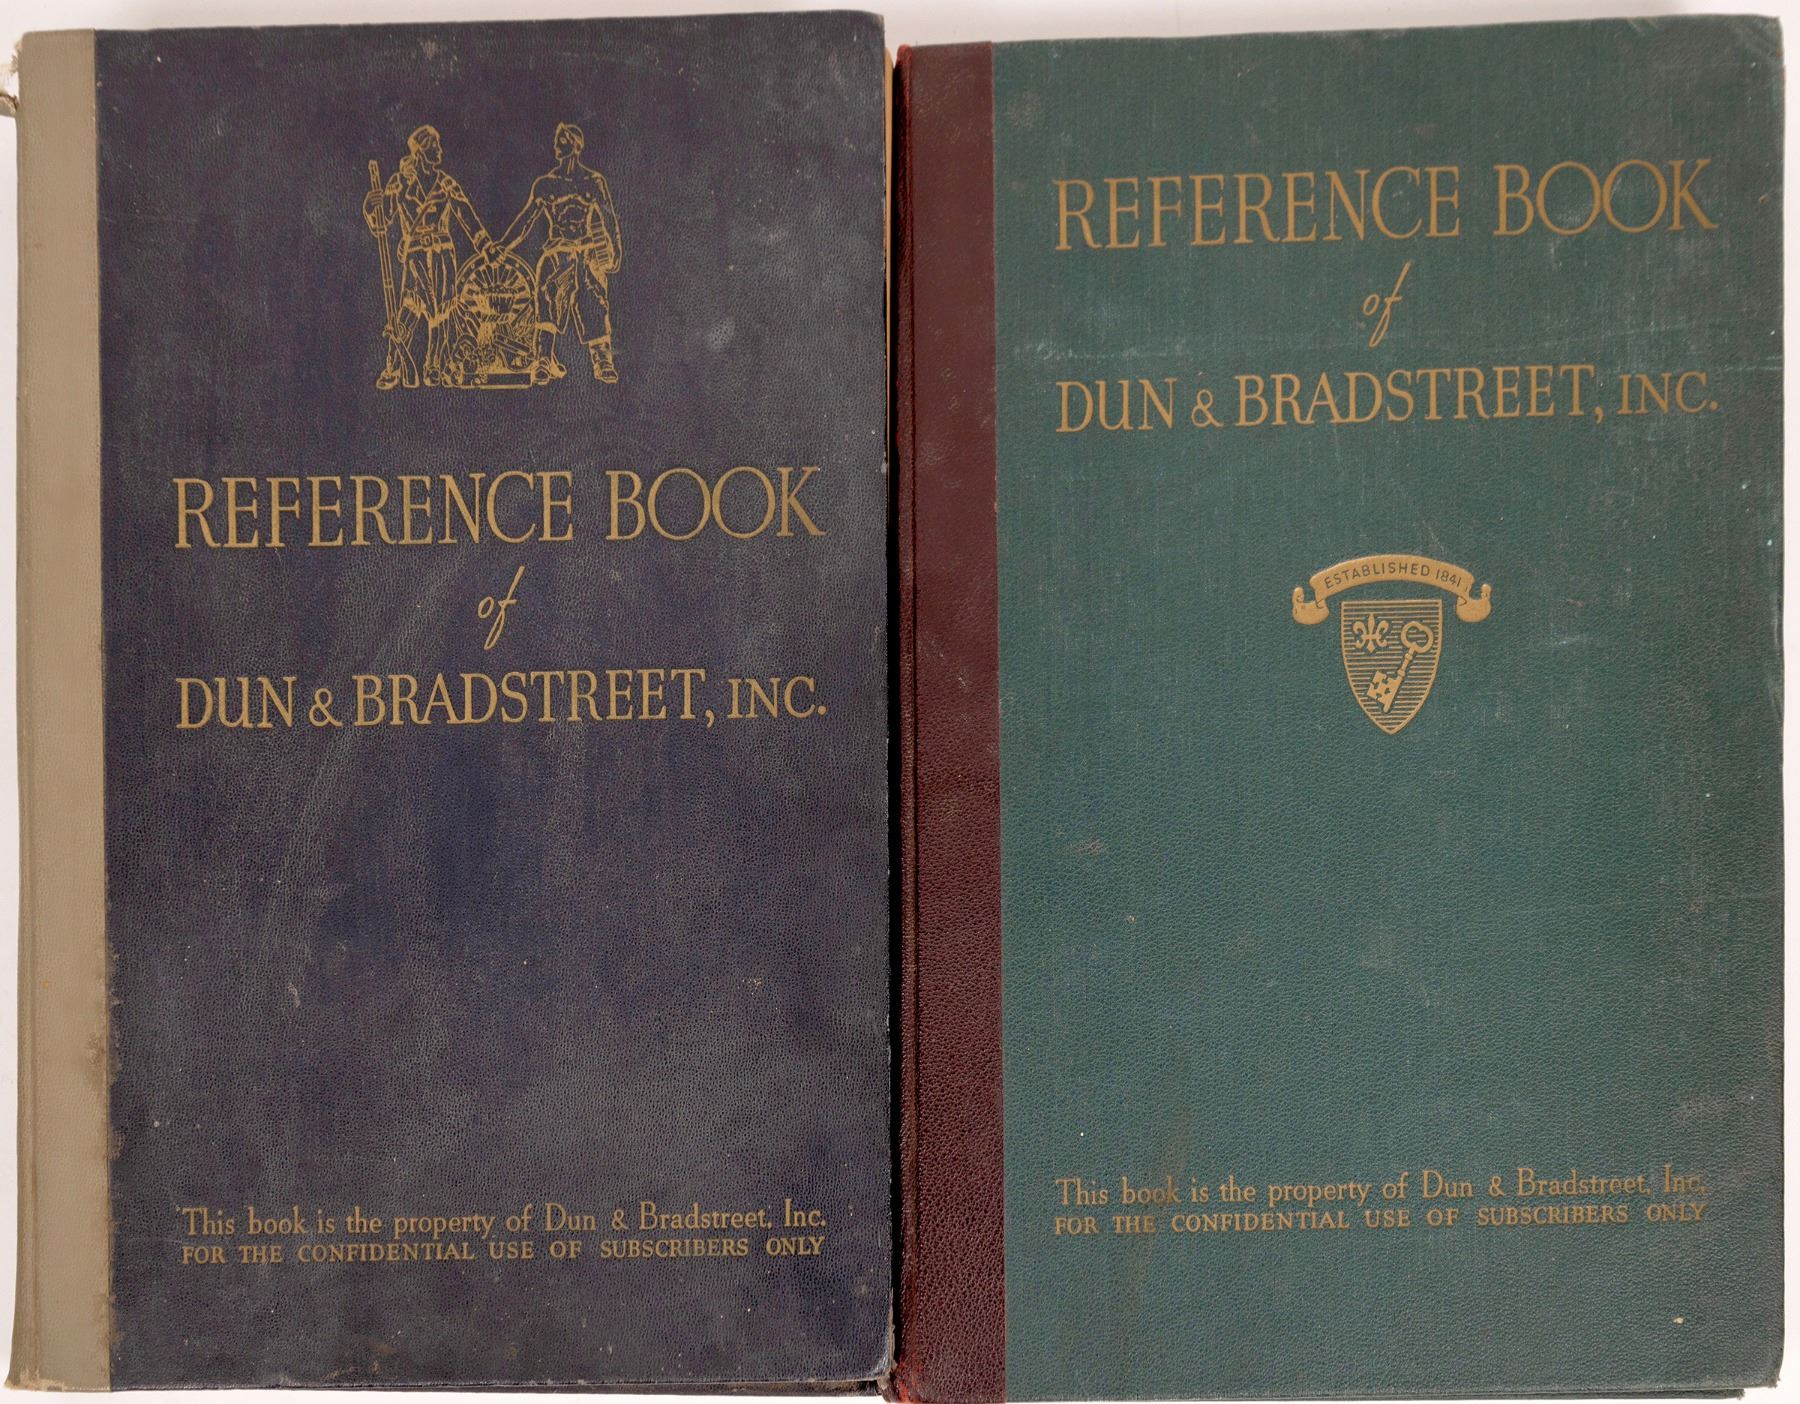 REFERENCE BOOK
of
DUN & BRADSTREET, INC.
This book is the property of Dun & Bradstreet, Inc.
FOR THE CONFIDENTIAL USE OF SUBSCRIBERS ONLY
REFERENCE BOOK
of
DUN & BRADSTREET, INC.
ESTABLISHED 1841
This book is the property of Dun & Bradstreet, Inc.
FOR THE CONFIDENTIAL USE OF SUBSCRIBERS ONLY